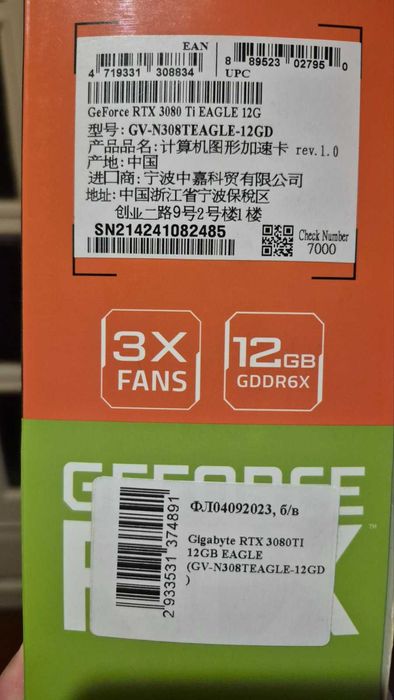 EAN
4 719331 308834
8 89523 02795 0
UPC
GeForce RTX 3080 Ti EAGLE 12G
型号: GV-N308TEAGLE-12GD
产品品名: 计算机图形加速卡 rev.1.0
产地: 中国
进口商: 宁波中嘉科贸有限公司
地址: 中国浙江省宁波保税区
创业二路9号2号楼1楼
SN214241082485
Check Number
7000
3X
FANS
12GB
GDDR6X
GEFORCE
ФЛ04092023, б/в
Gigabyte RTX 3080TI
12GB EAGLE
(GV-N308TEAGLE-12GD
)
2 933531 374891